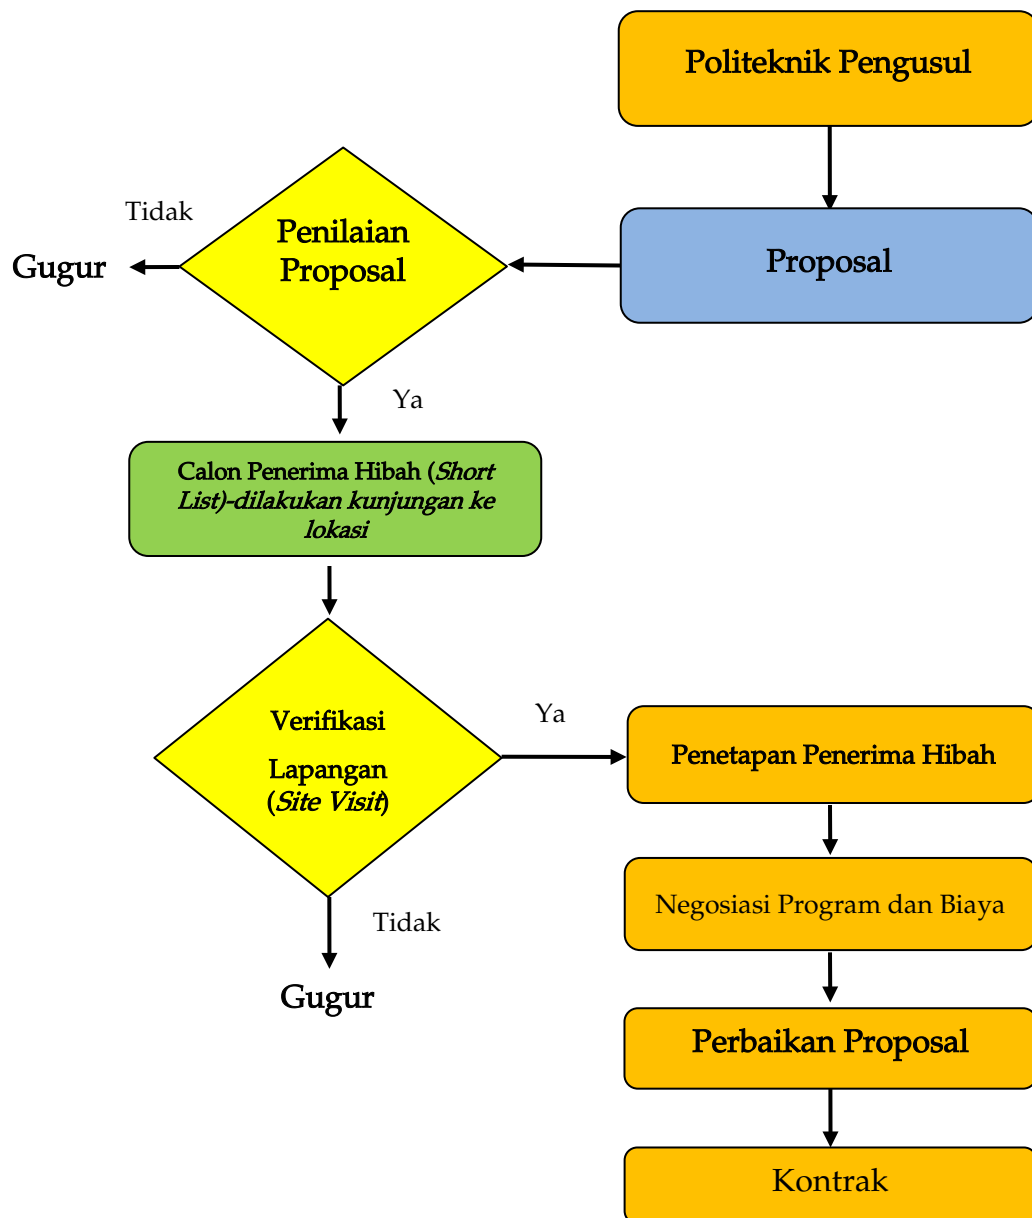 Politeknik Pengusul
Proposal
Penilaian
Proposal
Tidak
Gugur
Ya
Calon Penerima Hibah (Short
List)-dilakukan kunjungan ke
lokasi
Verifikasi
Lapangan
(Site Visit)
Ya
Penetapan Penerima Hibah
Tidak
Gugur
Negosiasi Program dan Biaya
Perbaikan Proposal
Kontrak